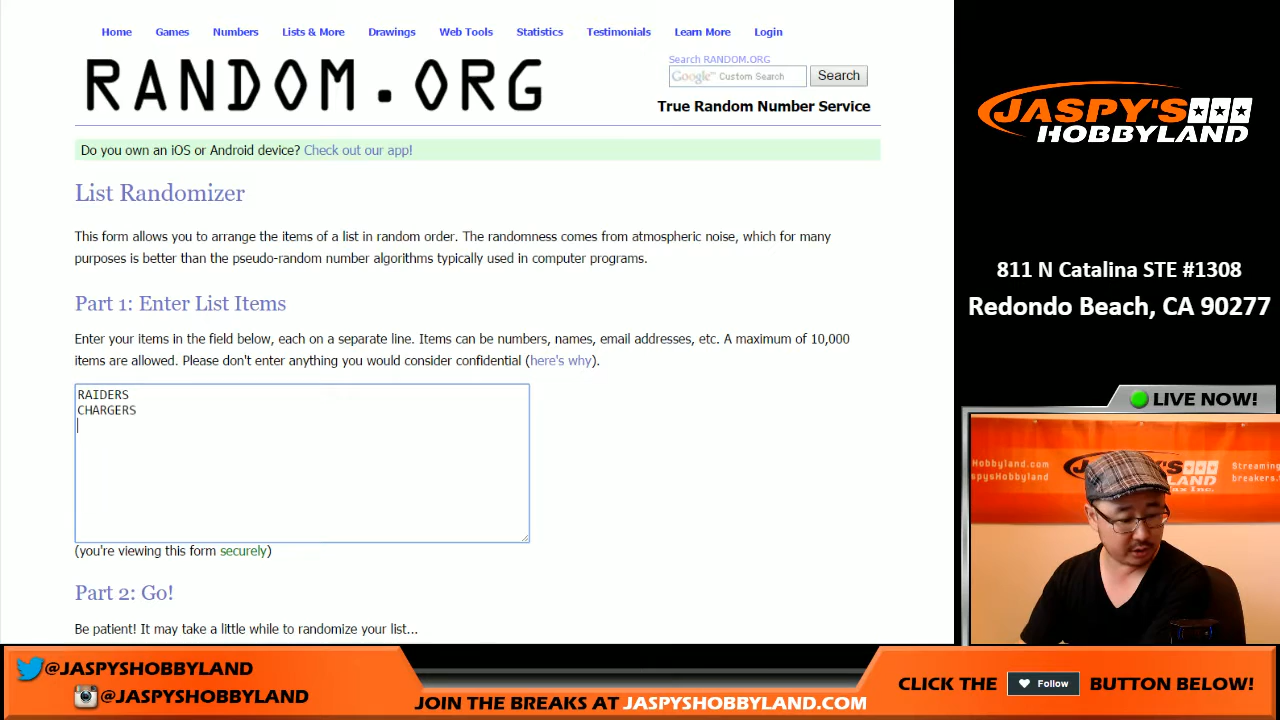 Home Games Numbers Lists & More Drawings Web Tools Statistics Testimonials Learn More Login
RANDOM.ORG
Search RANDOM.ORG
Google™ Custom Search Search
True Random Number Service
Do you own an iOS or Android device? Check out our app!
List Randomizer
This form allows you to arrange the items of a list in random order. The randomness comes from atmospheric noise, which for many
purposes is better than the pseudo-random number algorithms typically used in computer programs.
Part 1: Enter List Items
Enter your items in the field below, each on a separate line. Items can be numbers, names, email addresses, etc. A maximum of 10,000
items are allowed. Please don't enter anything you would consider confidential (here's why).
RAIDERS
CHARGERS
(you're viewing this form securely)
Part 2: Go!
Be patient! It may take a little while to randomize your list...
JASPY'S
HOBBYLAND
811 N Catalina STE #1308
Redondo Beach, CA 90277
LIVE NOW!
Hobbyland.com
spysHobbyland
JASPY'S
Streaming
breakers.
@JASPYSHOBBYLAND
@JASPYSHOBBYLAND
JOIN THE BREAKS AT JASPYSHOBBYLAND.COM
CLICK THE Follow BUTTON BELOW!